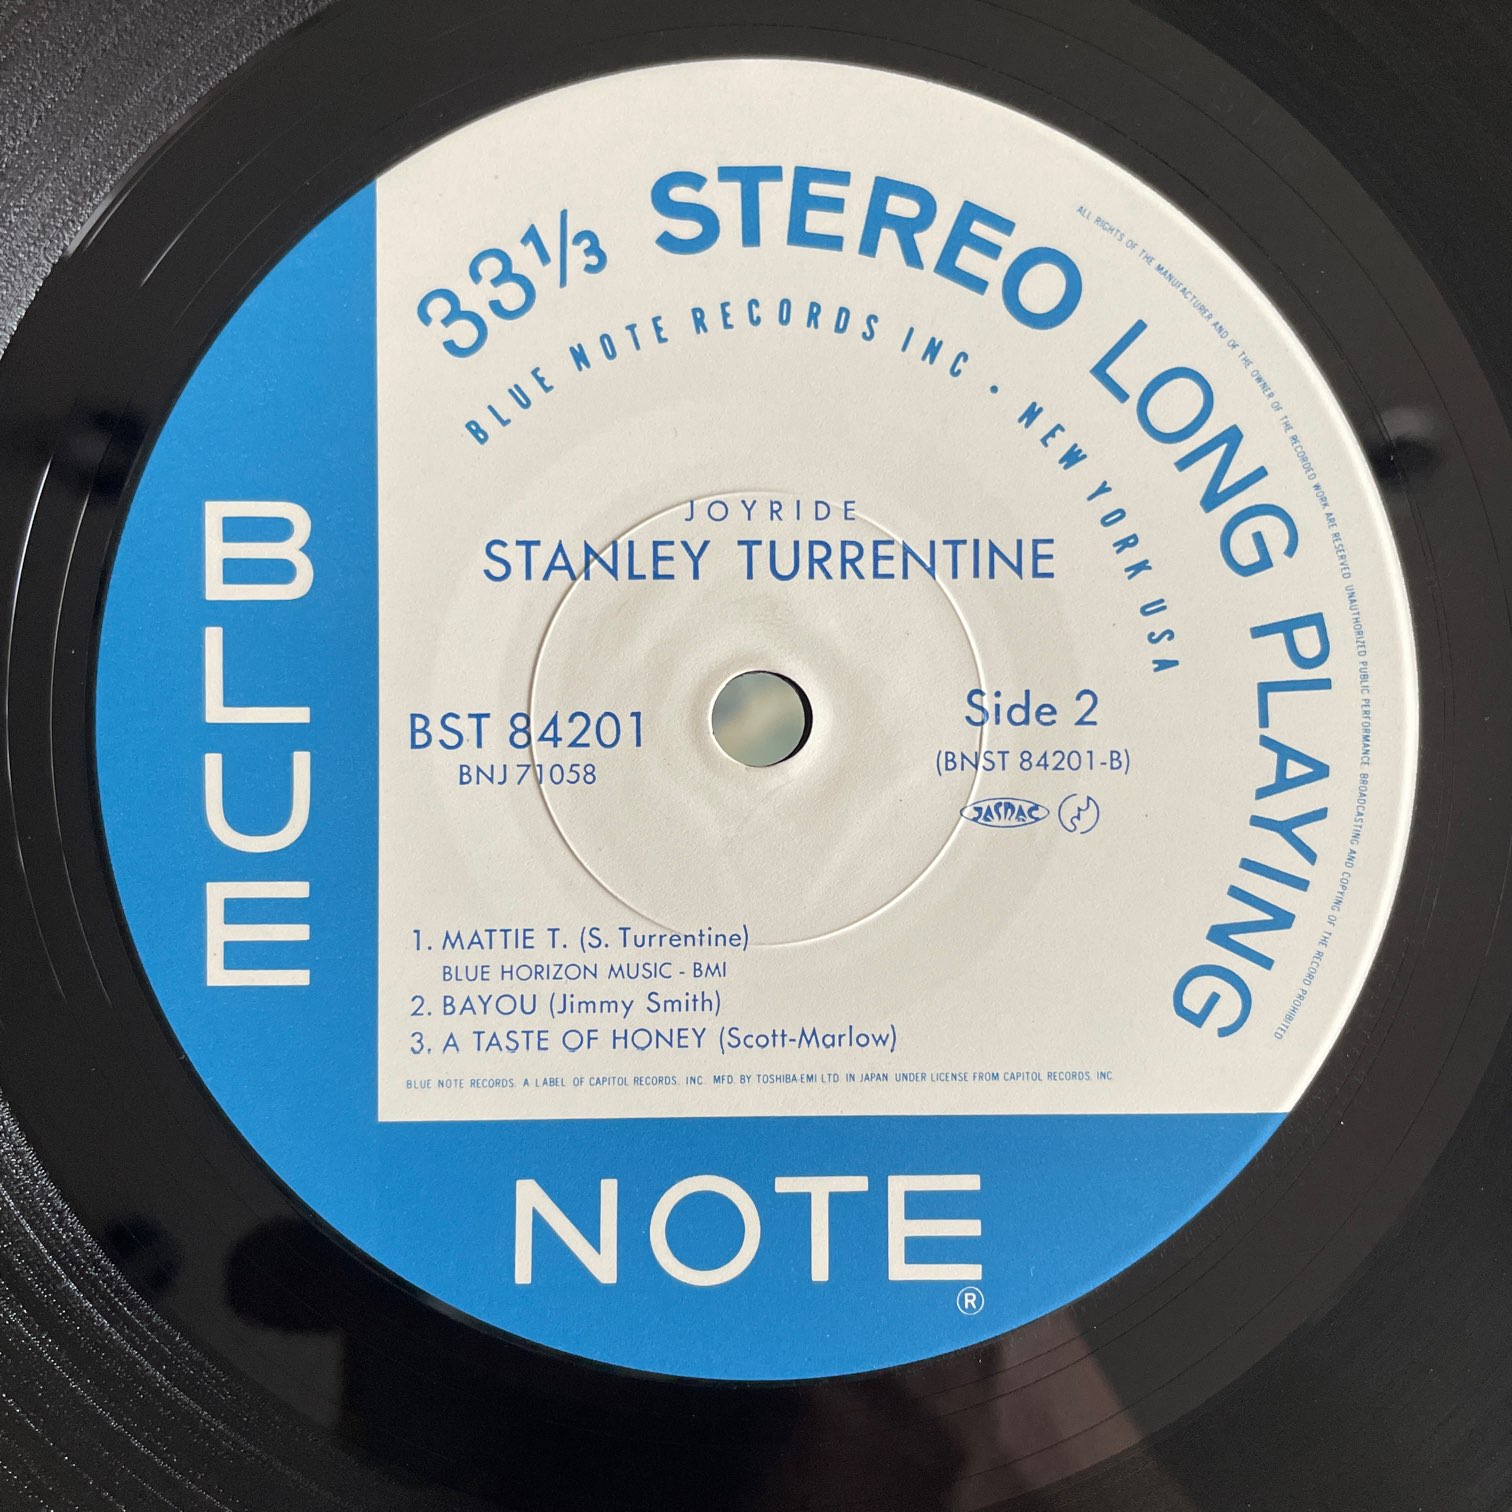 33⅓ STEREO LONG PLAYING
BLUE NOTE RECORDS INC • NEW YORK USA
ALL RIGHTS OF THE MANUFACTURER AND OF THE OWNER OF THE RECORDED WORK ARE RESERVED UNAUTHORIZED PUBLIC PERFORMANCE BROADCASTING AND COPYING OF THE RECORD PROHIBITED
JOYRIDE
STANLEY TURRENTINE
BST 84201
BNJ 71058
Side 2
(BNST 84201-B)
JASRAC
1. MATTIE T. (S. Turrentine)
BLUE HORIZON MUSIC - BMI
2. BAYOU (Jimmy Smith)
3. A TASTE OF HONEY (Scott-Marlow)
BLUE NOTE RECORDS. A LABEL OF CAPITOL RECORDS, INC. MFD. BY TOSHIBA-EMI LTD IN JAPAN UNDER LICENSE FROM CAPITOL RECORDS, INC.
BLUE
NOTE
®